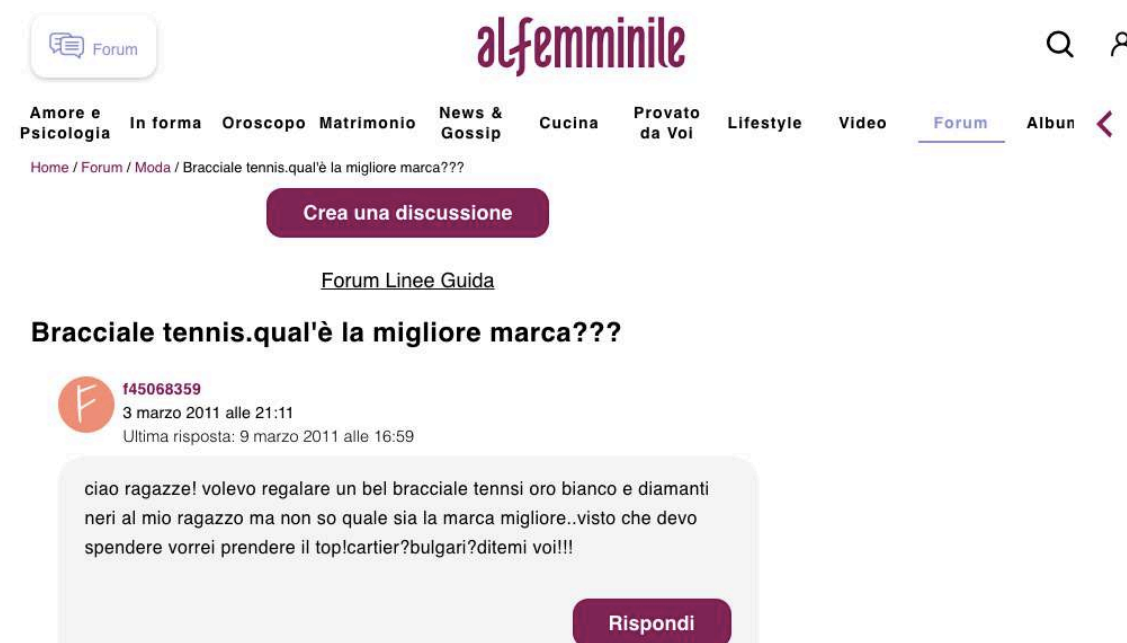 Forum
alfemminile
Amore e Psicologia
In forma
Oroscopo
Matrimonio
News & Gossip
Cucina
Provato da Voi
Lifestyle
Video
Forum
Album
Home / Forum / Moda / Bracciale tennis.qual'è la migliore marca???
Crea una discussione
Forum Linee Guida
Bracciale tennis.qual'è la migliore marca???
f45068359
3 marzo 2011 alle 21:11
Ultima risposta: 9 marzo 2011 alle 16:59
ciao ragazze! volevo regalare un bel bracciale tennsi oro bianco e diamanti
neri al mio ragazzo ma non so quale sia la marca migliore..visto che devo
spendere vorrei prendere il top!cartier?bulgari?ditemi voi!!!
Rispondi